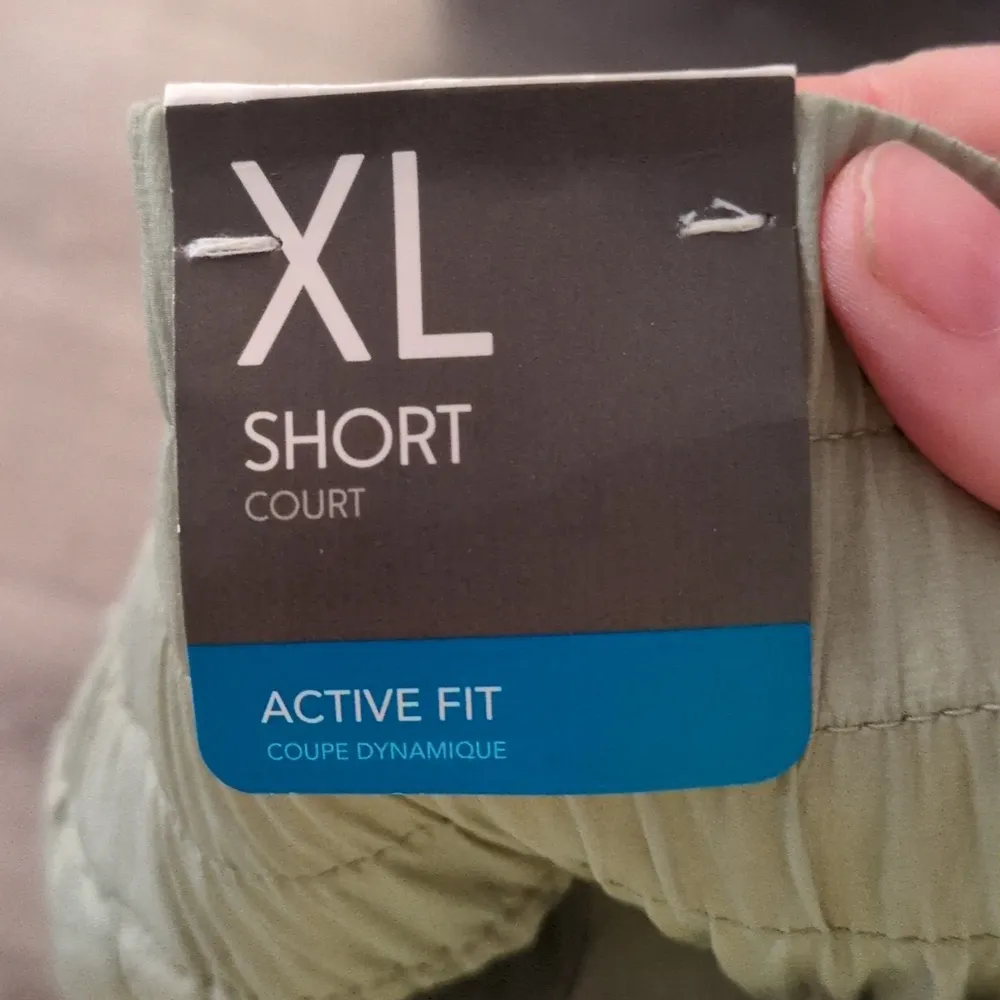 XL
SHORT
COURT
ACTIVE FIT
COUPE DYNAMIQUE